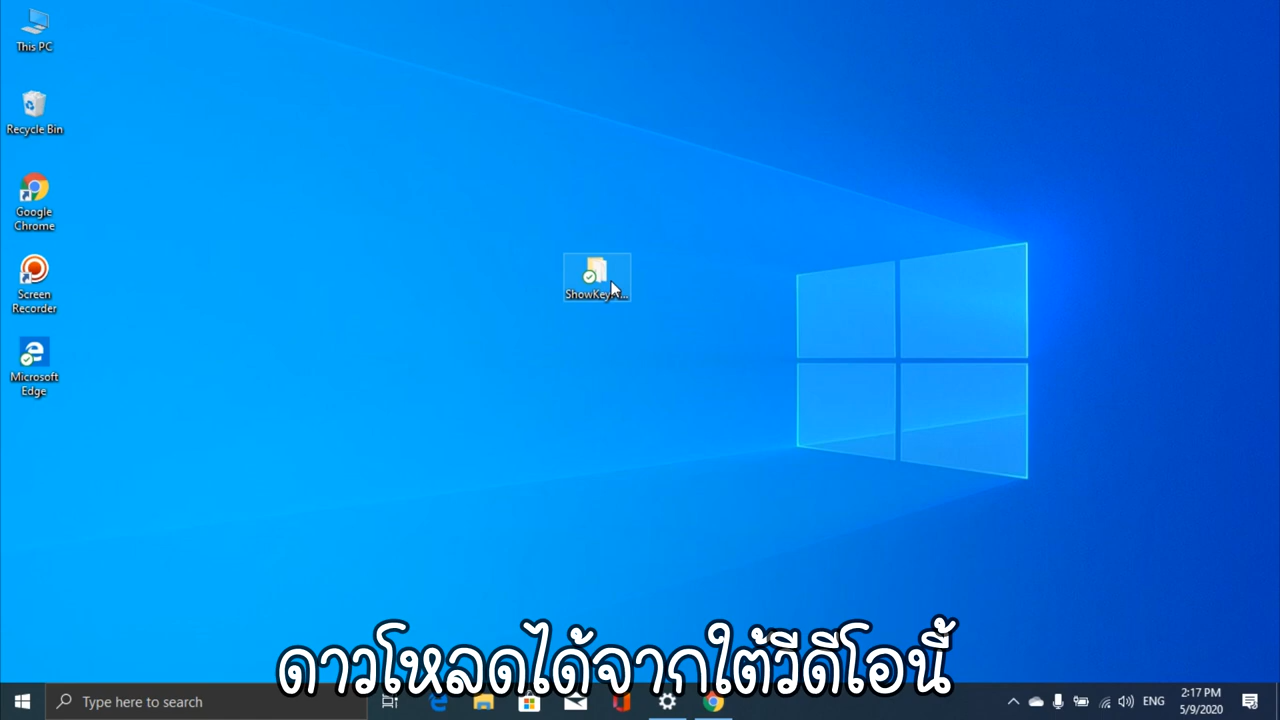 This PC
Recycle Bin
Google
Chrome
Screen
Recorder
Microsoft
Edge
ดาวโหลดได้จากใต้วีดีโอนี้
Type here to search
ENG
2:17 PM
5/9/2020